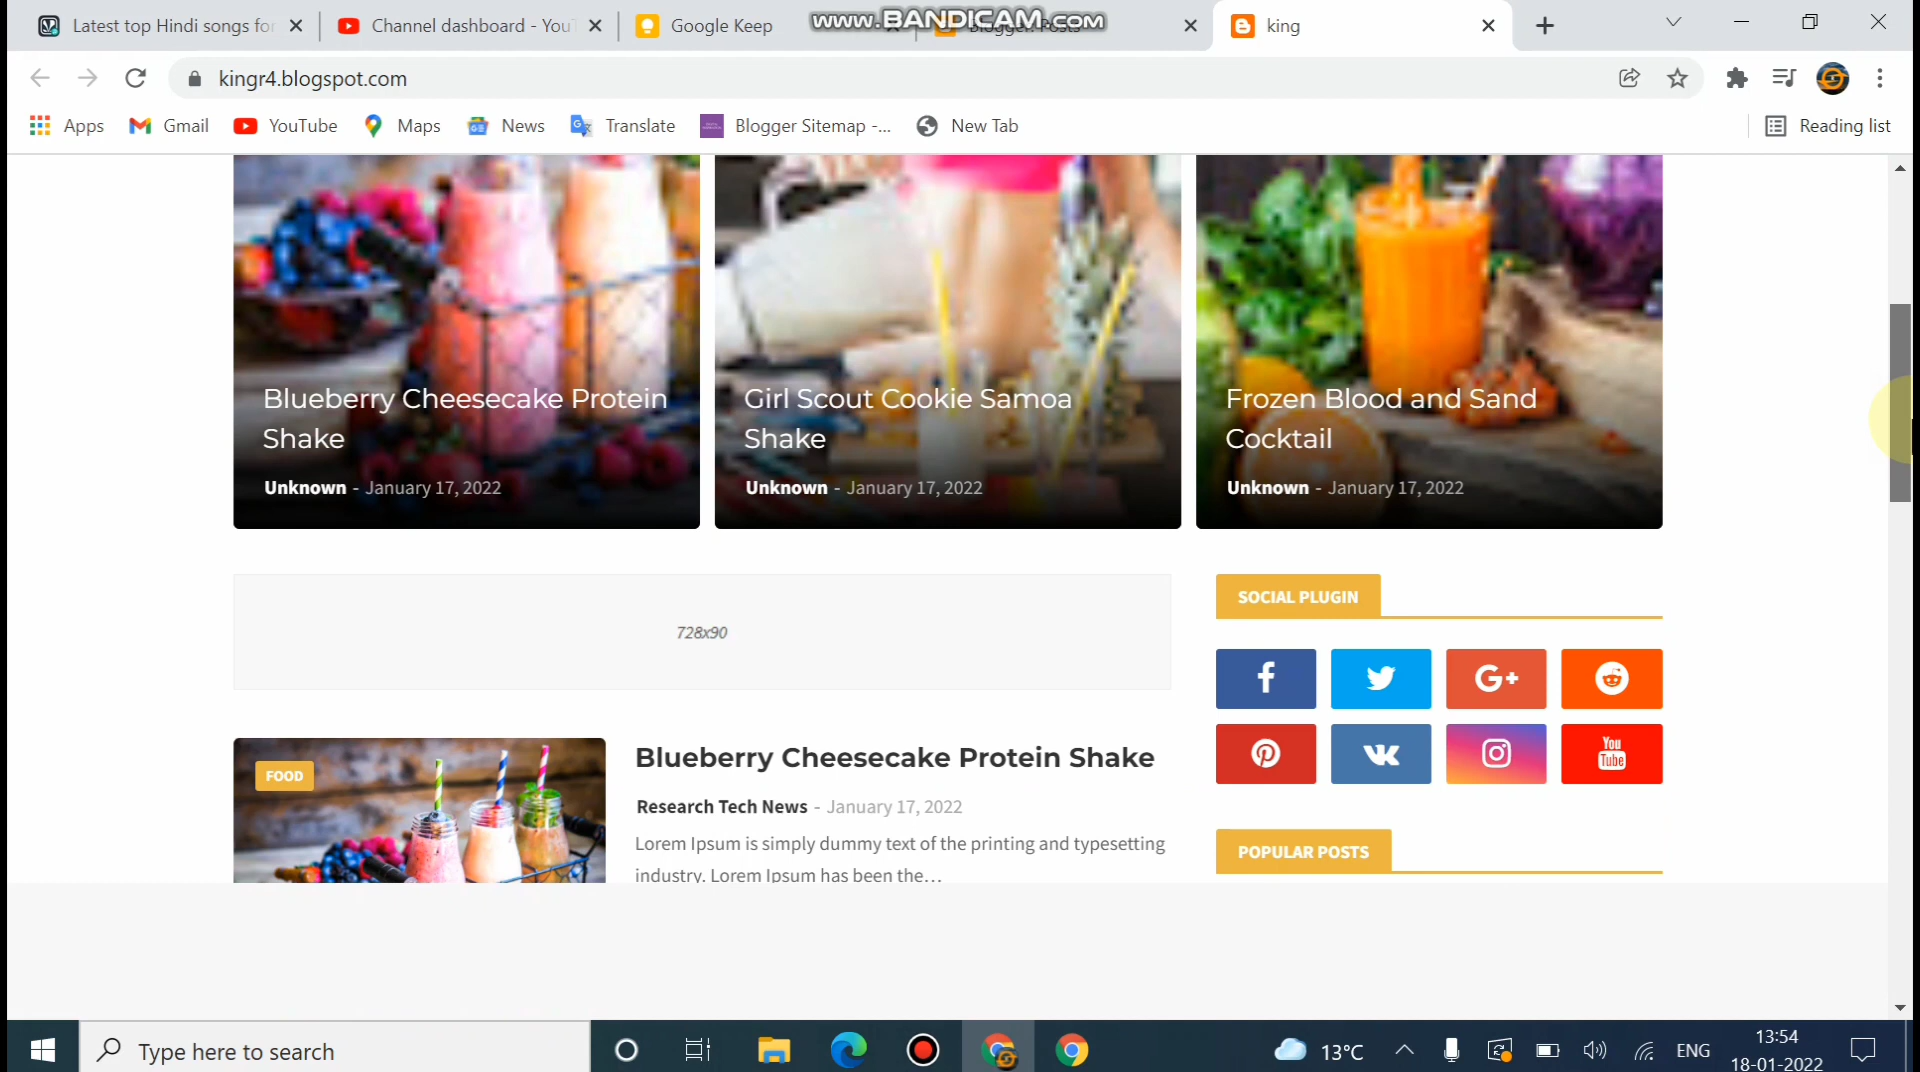 Latest top Hindi songs for
Channel dashboard - You
Google Keep
www.BANDICAM.com
Blogger: Posts
king
kingr4.blogspot.com
Apps
Gmail
YouTube
Maps
News
Translate
Blogger Sitemap -...
New Tab
Reading list
Blueberry Cheesecake Protein
Shake
Unknown - January 17, 2022
Girl Scout Cookie Samoa
Shake
Unknown - January 17, 2022
Frozen Blood and Sand
Cocktail
Unknown - January 17, 2022
728x90
SOCIAL PLUGIN
G+
You
Tube
FOOD
Blueberry Cheesecake Protein Shake
Research Tech News - January 17, 2022
Lorem Ipsum is simply dummy text of the printing and typesetting
industry. Lorem Ipsum has been the...
POPULAR POSTS
Type here to search
13°C
ENG
13:54
18-01-2022